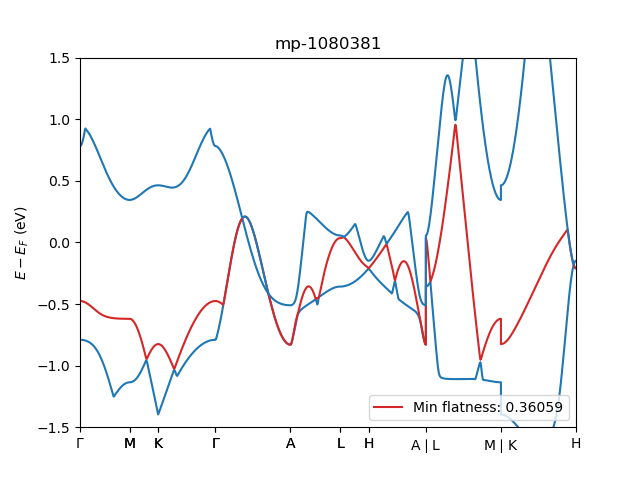 mp-1080381
1.5
1.0
0.5
0.0
−0.5
−1.0
−1.5
E − E_F (eV)
Min flatness: 0.36059
Γ M K Γ A L H A | L M | K H